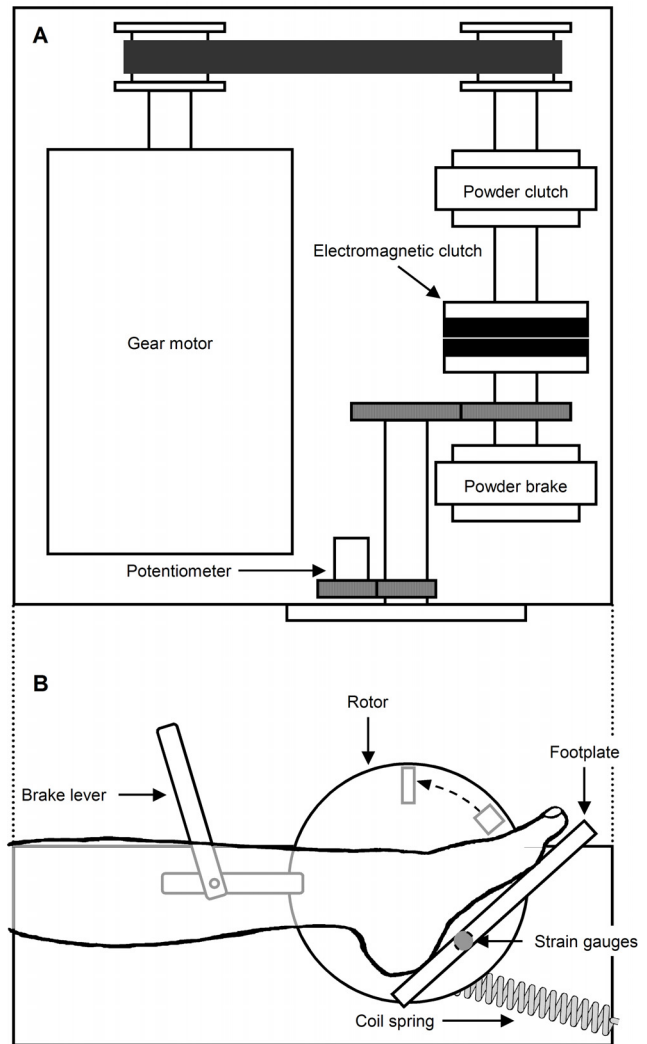 A
Powder clutch
Electromagnetic clutch
Gear motor
Powder brake
Potentiometer
B
Rotor
Footplate
Brake lever
Strain gauges
Coil spring